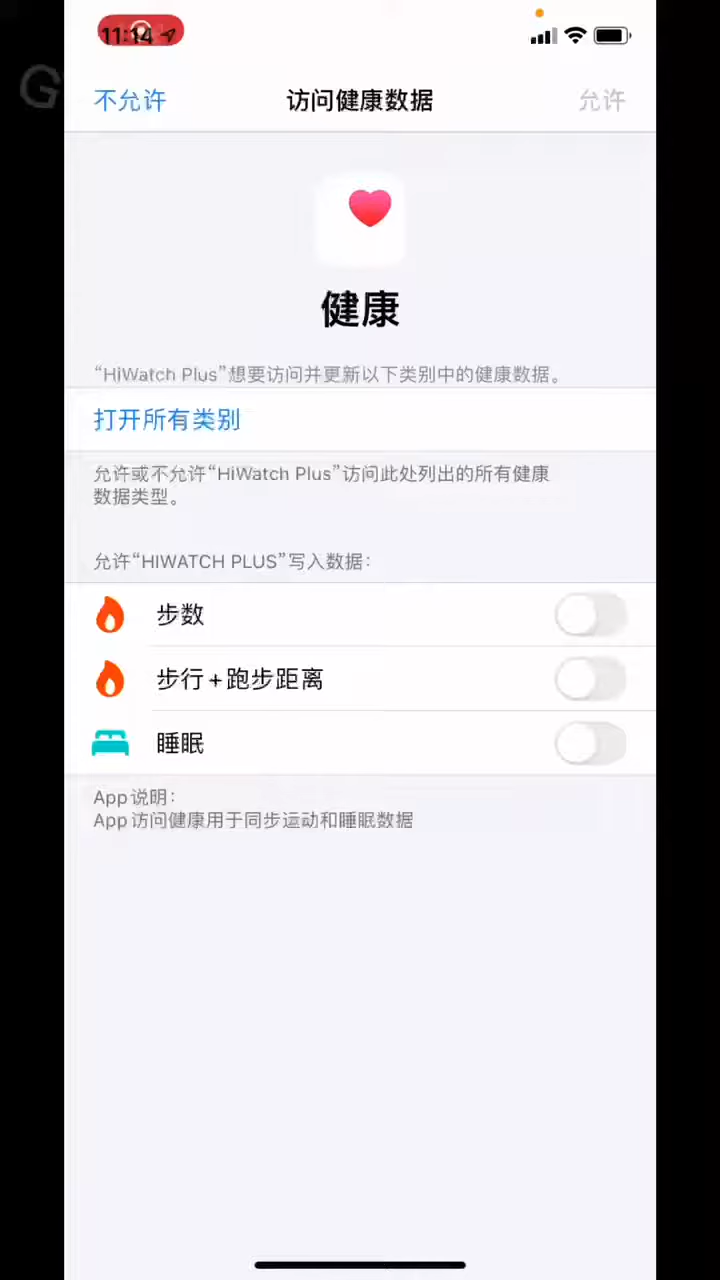 11:14
G
不允许
访问健康数据
允许
健康
“HiWatch Plus”想要访问并更新以下类别中的健康数据。
打开所有类别
允许或不允许“HiWatch Plus”访问此处列出的所有健康
数据类型。
允许“HIWATCH PLUS”写入数据：
步数
步行+跑步距离
睡眠
App 说明：
App 访问健康用于同步运动和睡眠数据